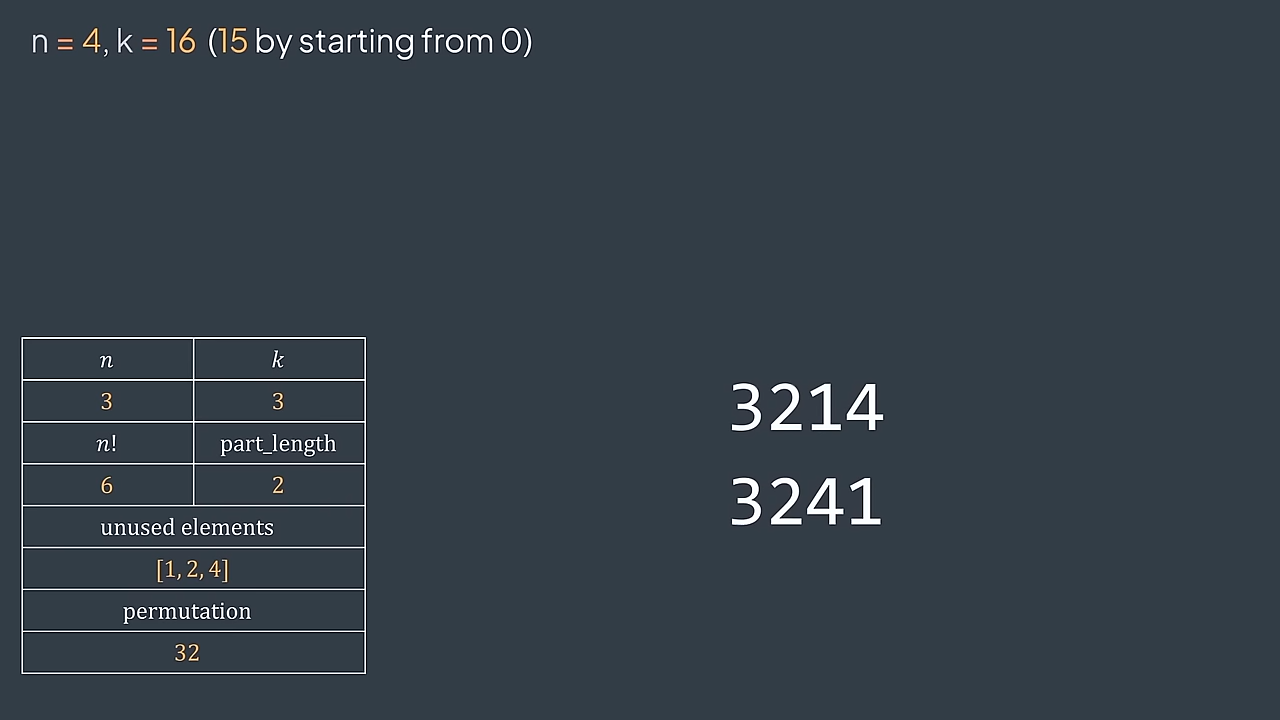 n = 4, k = 16 (15 by starting from 0)
n k
3 3
n! part_length
6 2
unused elements
[1, 2, 4]
permutation
32
3214
3241